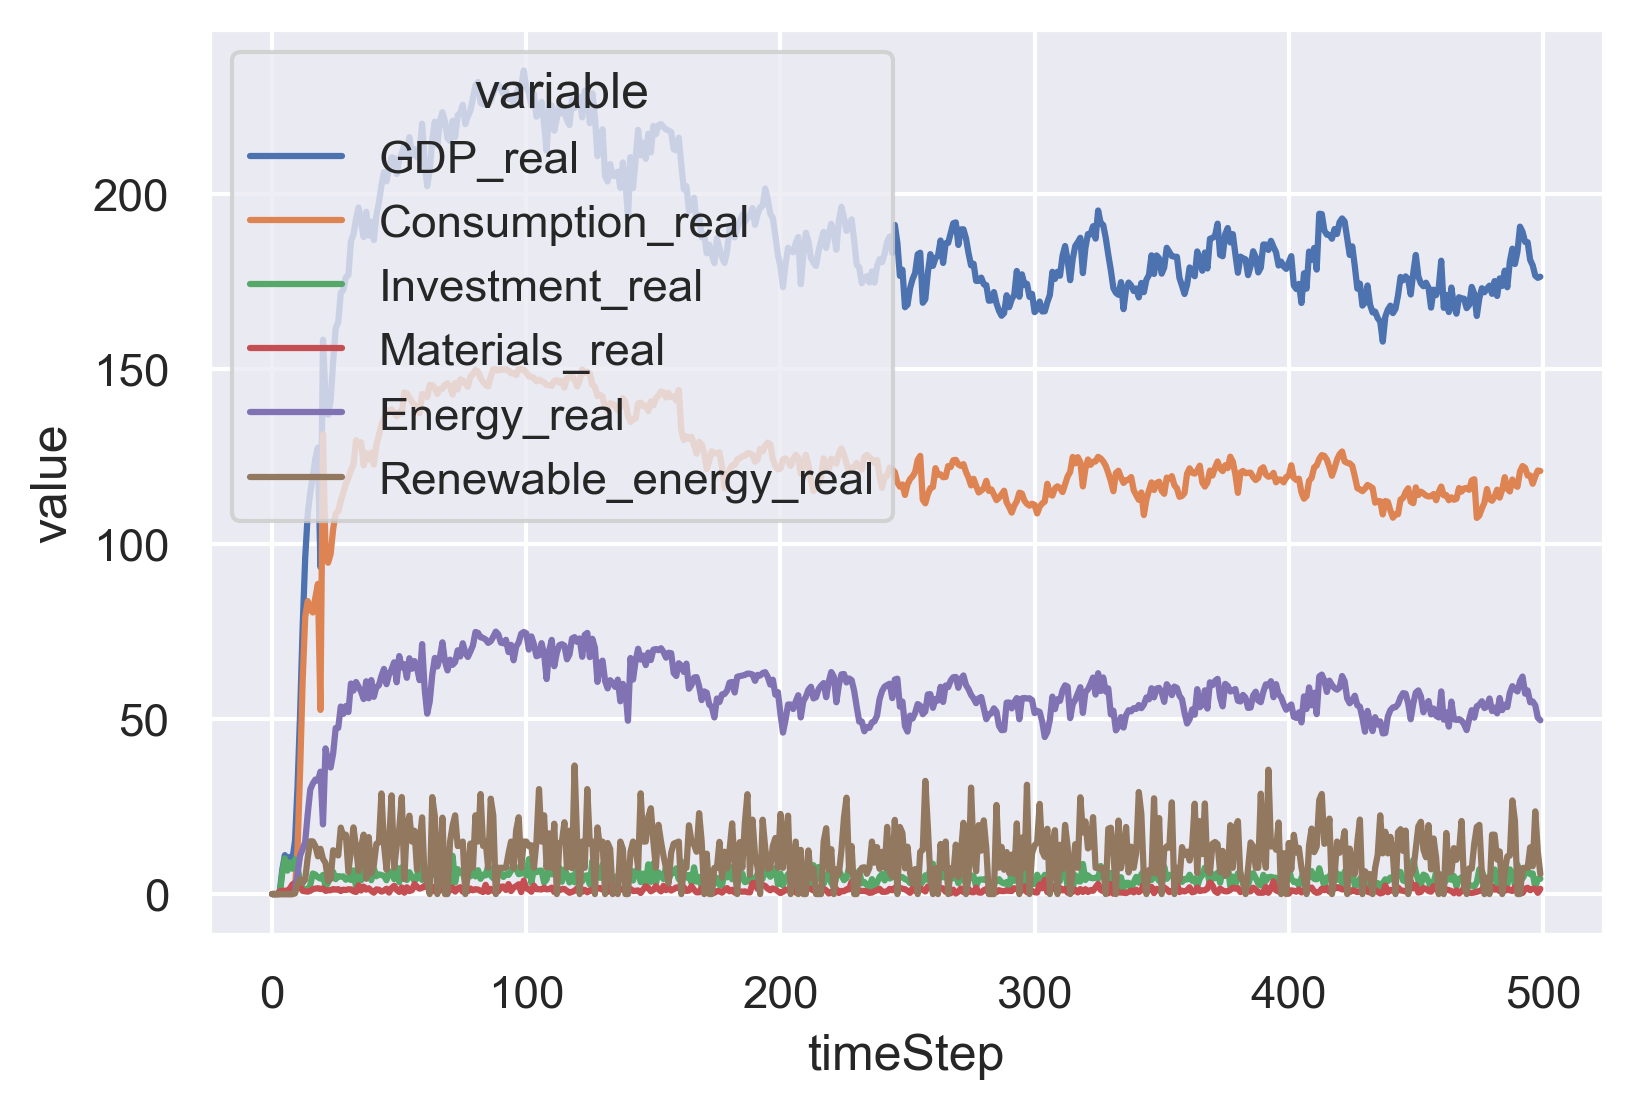 variable
GDP_real
Consumption_real
Investment_real
Materials_real
Energy_real
Renewable_energy_real
value
200
150
100
50
0
0 100 200 300 400 500
timeStep